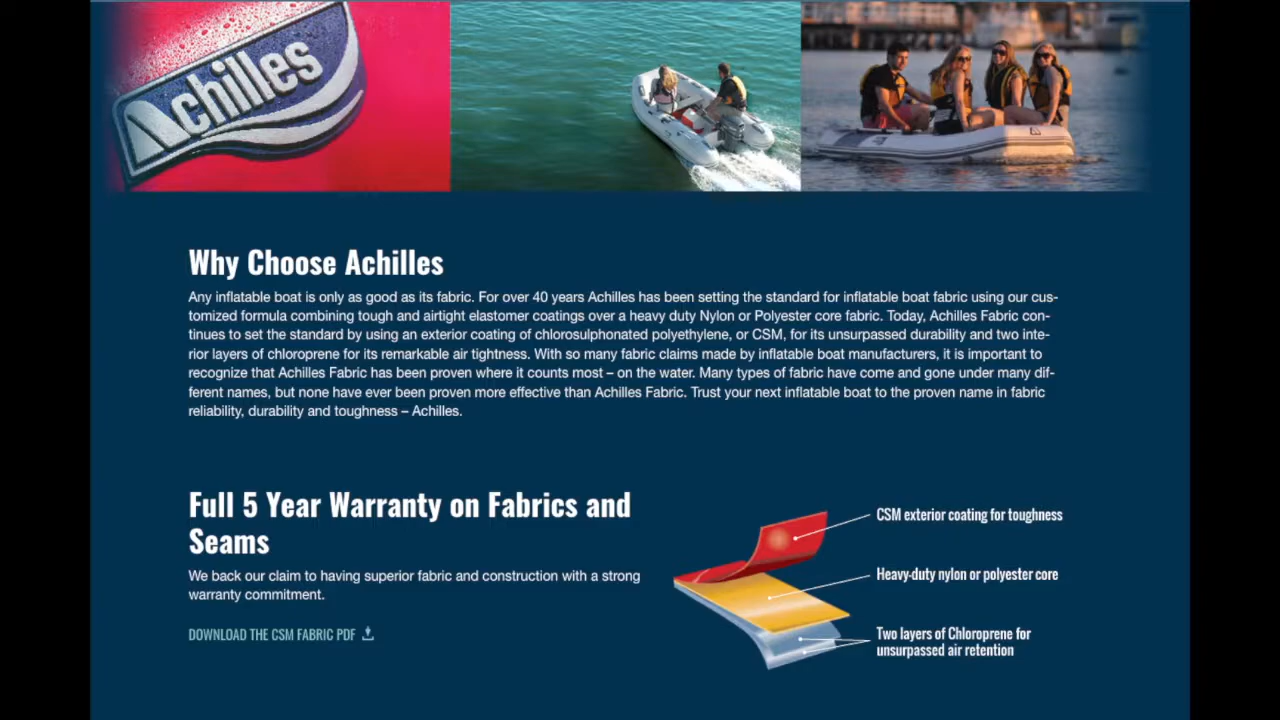 Achilles
Why Choose Achilles
Any inflatable boat is only as good as its fabric. For over 40 years Achilles has been setting the standard for inflatable boat fabric using our cus-
tomized formula combining tough and airtight elastomer coatings over a heavy duty Nylon or Polyester core fabric. Today, Achilles Fabric con-
tinues to set the standard by using an exterior coating of chlorosulphonated polyethylene, or CSM, for its unsurpassed durability and two inte-
rior layers of chloroprene for its remarkable air tightness. With so many fabric claims made by inflatable boat manufacturers, it is important to
recognize that Achilles Fabric has been proven where it counts most – on the water. Many types of fabric have come and gone under many dif-
ferent names, but none have ever been proven more effective than Achilles Fabric. Trust your next inflatable boat to the proven name in fabric
reliability, durability and toughness – Achilles.
Full 5 Year Warranty on Fabrics and
Seams
We back our claim to having superior fabric and construction with a strong
warranty commitment.
DOWNLOAD THE CSM FABRIC PDF
CSM exterior coating for toughness
Heavy-duty nylon or polyester core
Two layers of Chloroprene for
unsurpassed air retention